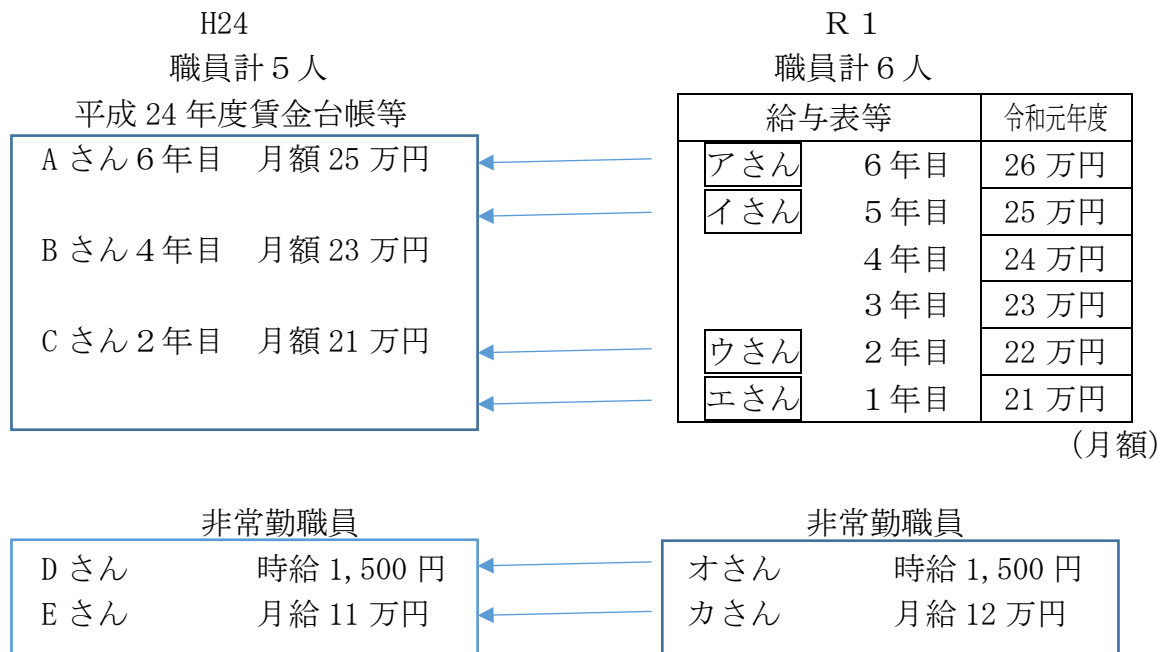 H24
職員計５人
平成 24 年度賃金台帳等
A さん６年目 月額 25 万円
B さん４年目 月額 23 万円
C さん２年目 月額 21 万円
Ｒ１
職員計６人
給与表等 令和元年度
アさん ６年目 26 万円
イさん ５年目 25 万円
４年目 24 万円
３年目 23 万円
ウさん ２年目 22 万円
エさん １年目 21 万円
(月額)
非常勤職員
D さん 時給 1,500 円
E さん 月給 11 万円
非常勤職員
オさん 時給 1,500 円
カさん 月給 12 万円